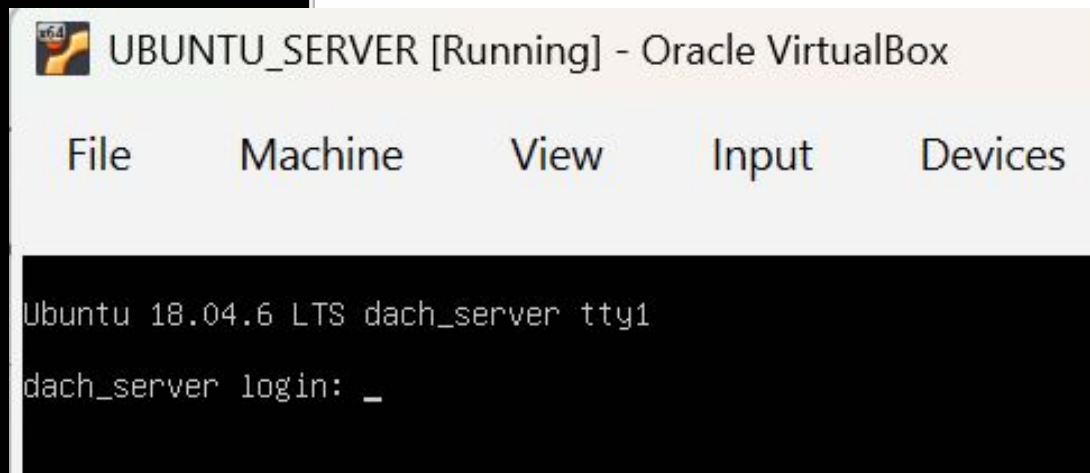 UBUNTU_SERVER [Running] - Oracle VirtualBox
File Machine View Input Devices
Ubuntu 18.04.6 LTS dach_server tty1
dach_server login: _